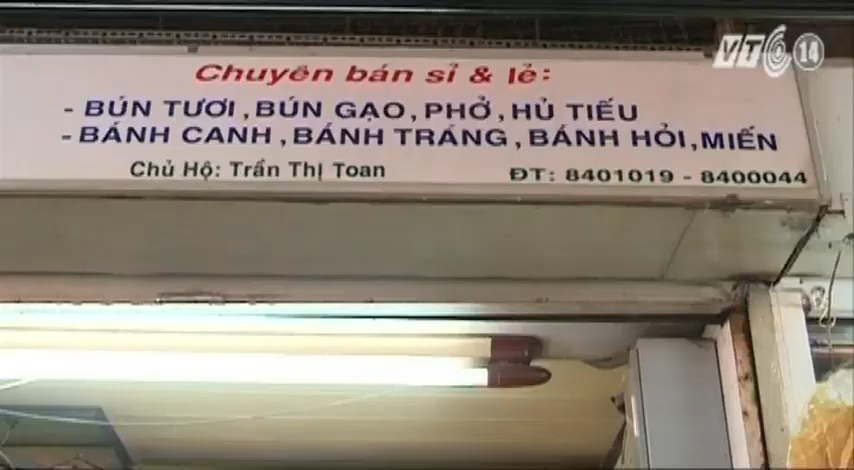 VTC 14
Chuyên bán sỉ & lẻ:
- BÚN TƯƠI, BÚN GẠO, PHỞ, HỦ TIẾU
- BÁNH CANH, BÁNH TRÁNG, BÁNH HỎI, MIẾN
Chủ Hộ: Trần Thị Toan ĐT: 8401019 - 8400044